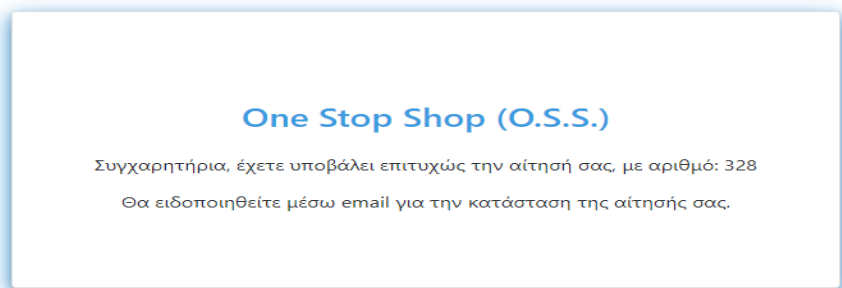 One Stop Shop (O.S.S.)
Συγχαρητήρια, έχετε υποβάλει επιτυχώς την αίτησή σας, με αριθμό: 328
Θα ειδοποιηθείτε μέσω email για την κατάσταση της αίτησής σας.